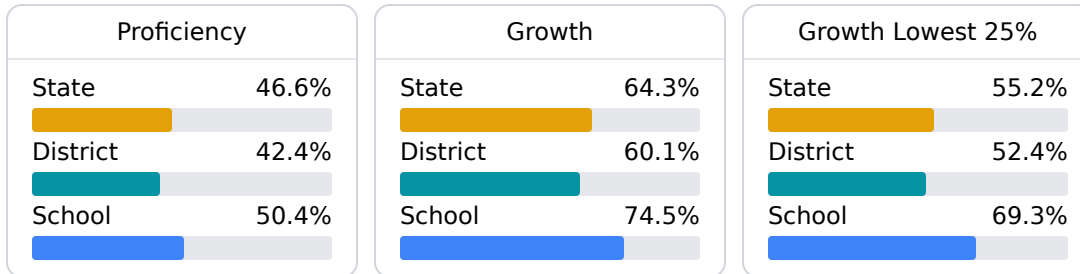 Proficiency
State 46.6%
District 42.4%
School 50.4%
Growth
State 64.3%
District 60.1%
School 74.5%
Growth Lowest 25%
State 55.2%
District 52.4%
School 69.3%